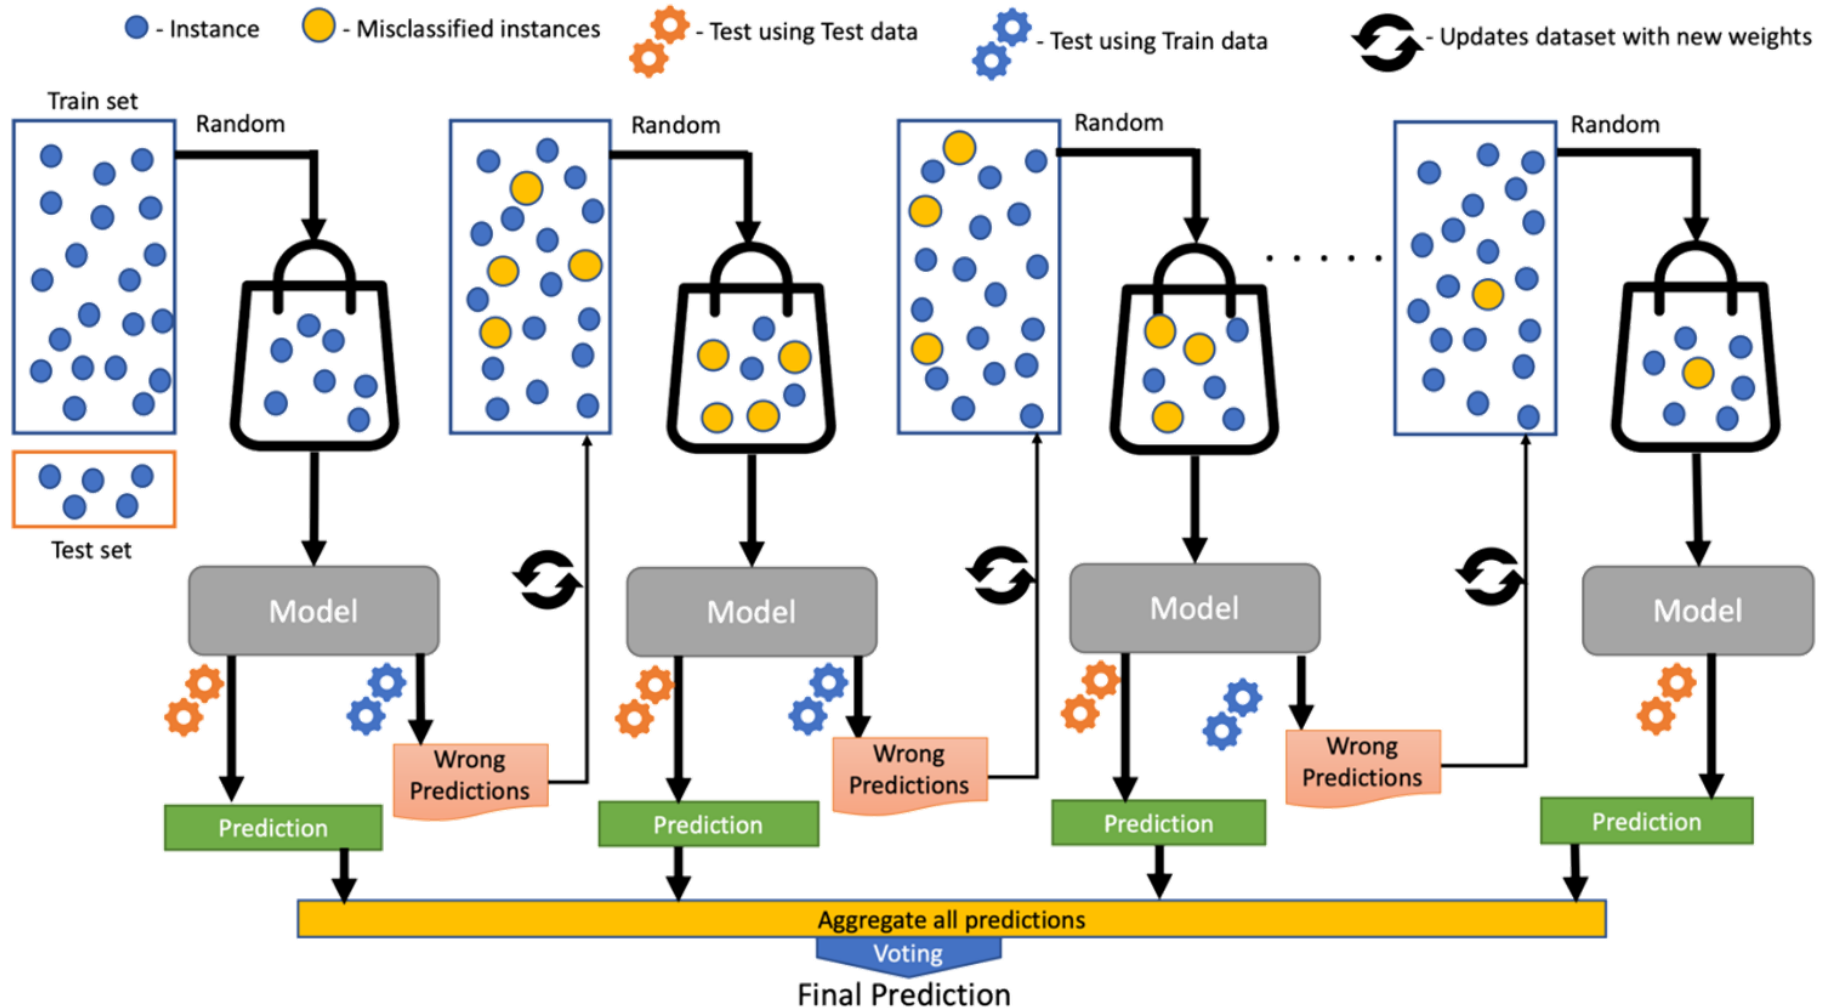 - Instance
- Misclassified instances
- Test using Test data
- Test using Train data
- Updates dataset with new weights
Train set
Random
Random
Random
Random
Test set
Model
Model
Model
Model
Wrong
Predictions
Wrong
Predictions
Wrong
Predictions
Prediction
Prediction
Prediction
Prediction
Aggregate all predictions
Voting
Final Prediction